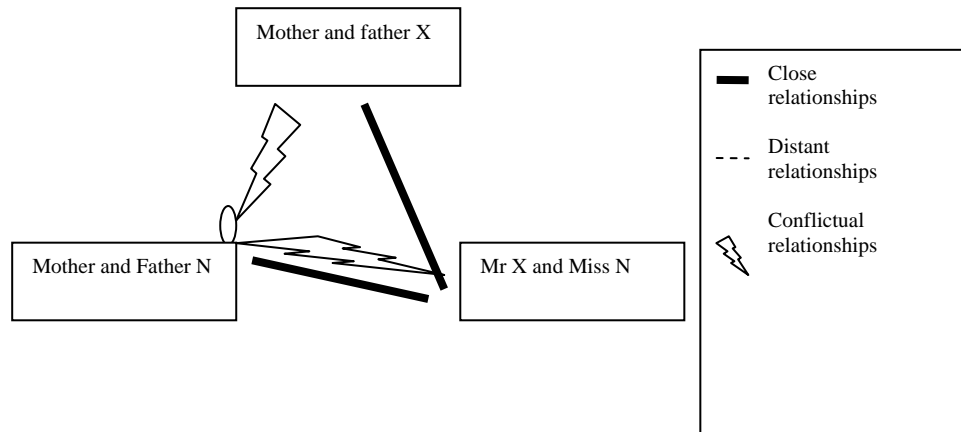 Mother and father X
Mother and Father N
Mr X and Miss N
Close
relationships
Distant
relationships
Conflictual
relationships